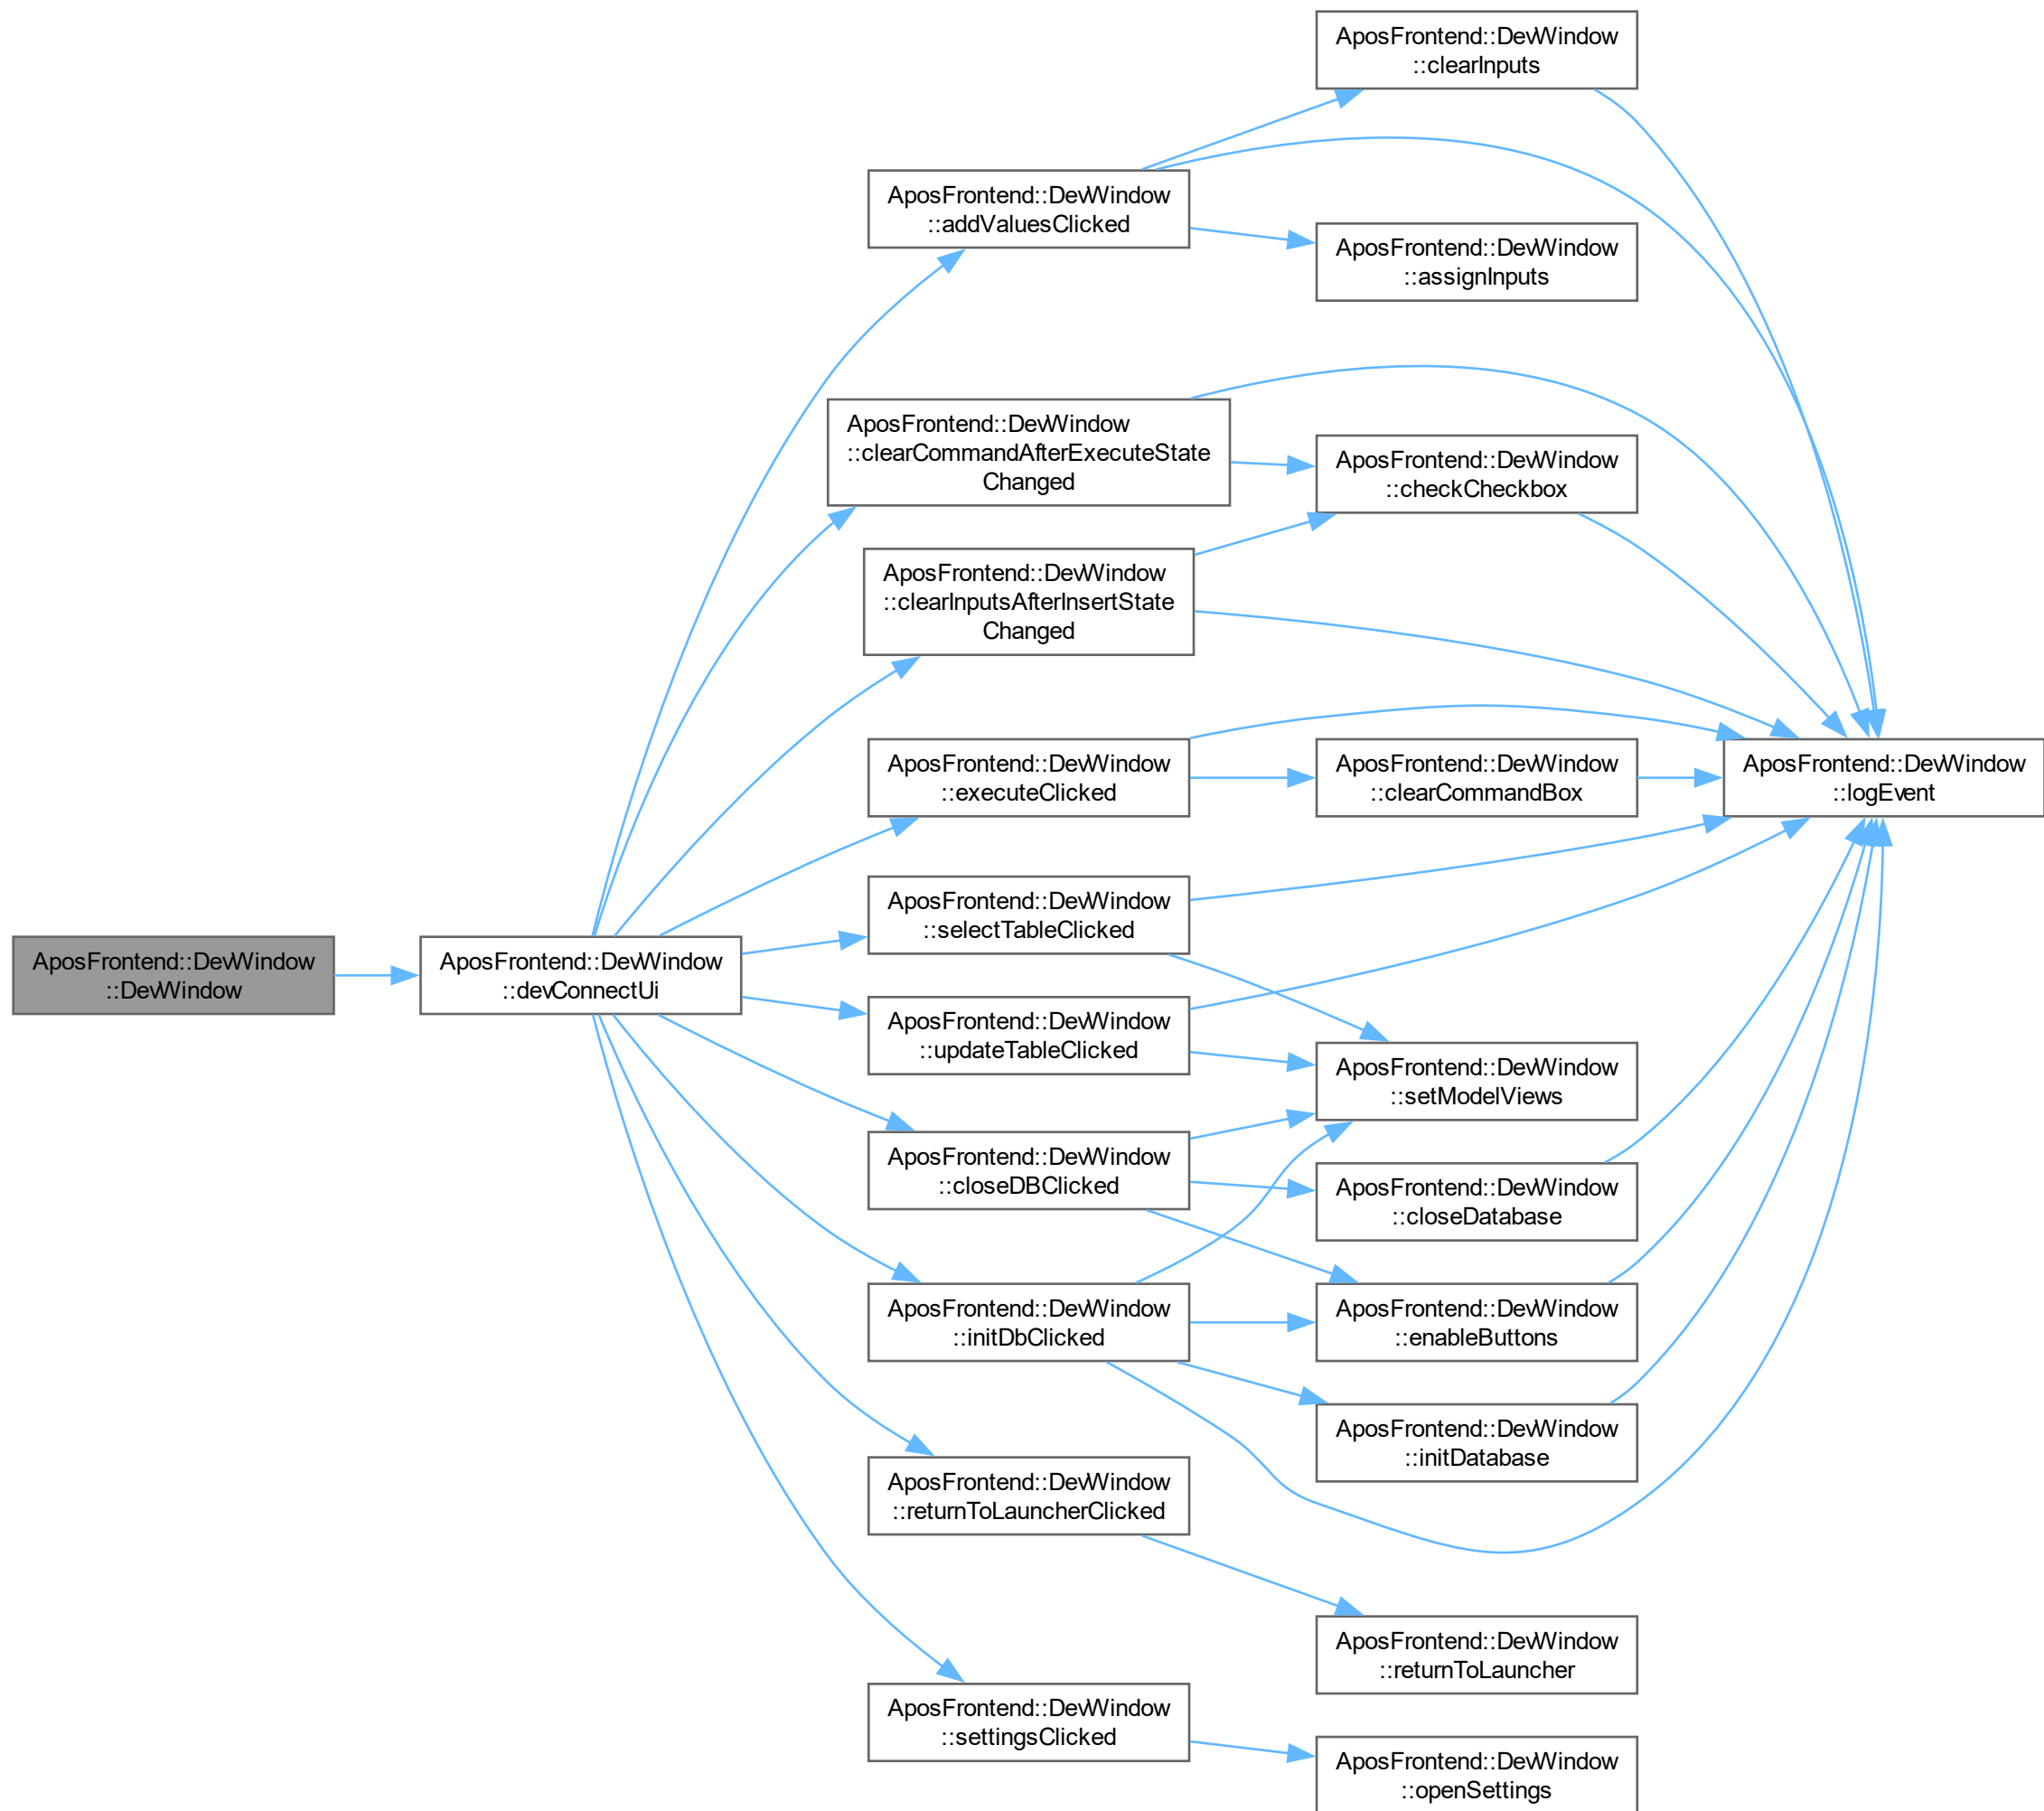 AposFrontend::DevWindow
::DevWindow
AposFrontend::DevWindow
::devConnectUi
AposFrontend::DevWindow
::addValuesClicked
AposFrontend::DevWindow
::clearCommandAfterExecuteState
Changed
AposFrontend::DevWindow
::clearInputsAfterInsertState
Changed
AposFrontend::DevWindow
::executeClicked
AposFrontend::DevWindow
::selectTableClicked
AposFrontend::DevWindow
::updateTableClicked
AposFrontend::DevWindow
::closeDBClicked
AposFrontend::DevWindow
::initDbClicked
AposFrontend::DevWindow
::returnToLauncherClicked
AposFrontend::DevWindow
::settingsClicked
AposFrontend::DevWindow
::clearInputs
AposFrontend::DevWindow
::assignInputs
AposFrontend::DevWindow
::checkCheckbox
AposFrontend::DevWindow
::clearCommandBox
AposFrontend::DevWindow
::setModelViews
AposFrontend::DevWindow
::closeDatabase
AposFrontend::DevWindow
::enableButtons
AposFrontend::DevWindow
::initDatabase
AposFrontend::DevWindow
::returnToLauncher
AposFrontend::DevWindow
::openSettings
AposFrontend::DevWindow
::logEvent